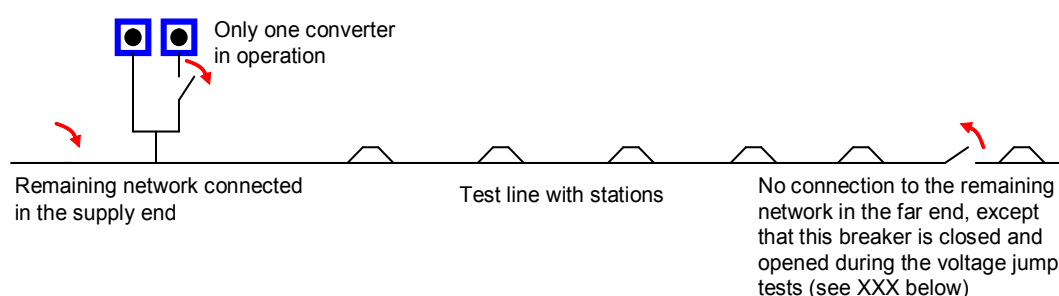 Only one converter
in operation
Remaining network connected
in the supply end
Test line with stations
No connection to the remaining
network in the far end, except
that this breaker is closed and
opened during the voltage jump
tests (see XXX below)